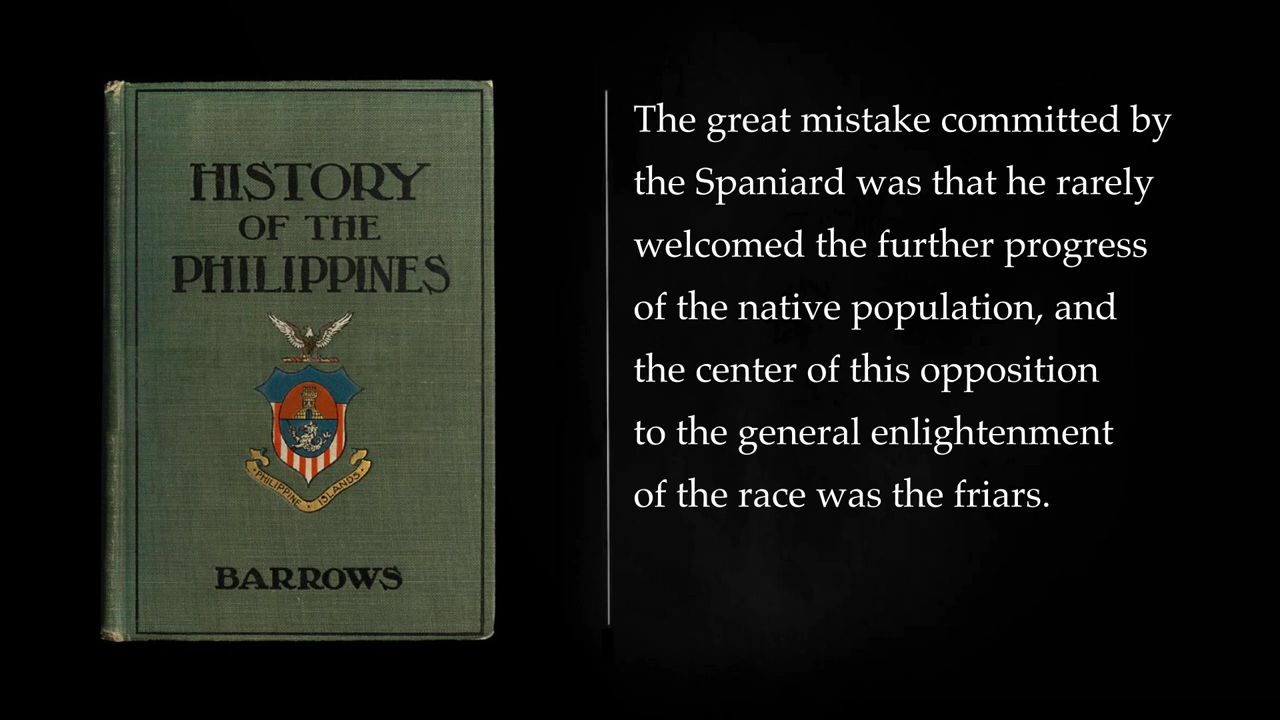 HISTORY
OF THE
PHILIPPINES
PHILIPPINE ISLANDS
BARROWS
The great mistake committed by
the Spaniard was that he rarely
welcomed the further progress
of the native population, and
the center of this opposition
to the general enlightenment
of the race was the friars.